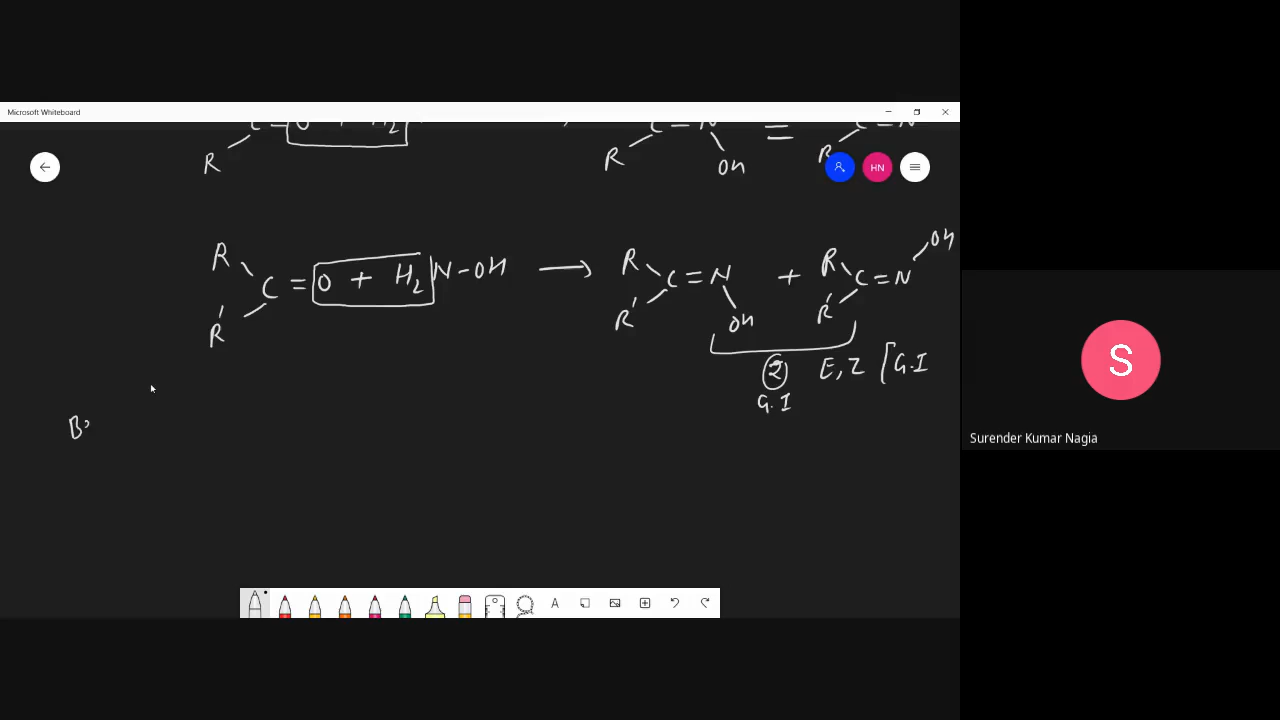 Microsoft Whiteboard
C = O + H2
R
C = N
R
OH
=
C = N
R
HN
R
R'
C = O + H2 N - OH → R R' C = N OH + R R' C = N OH
2 E, Z [G.I
G.I
B
A
S
Surender Kumar Nagia